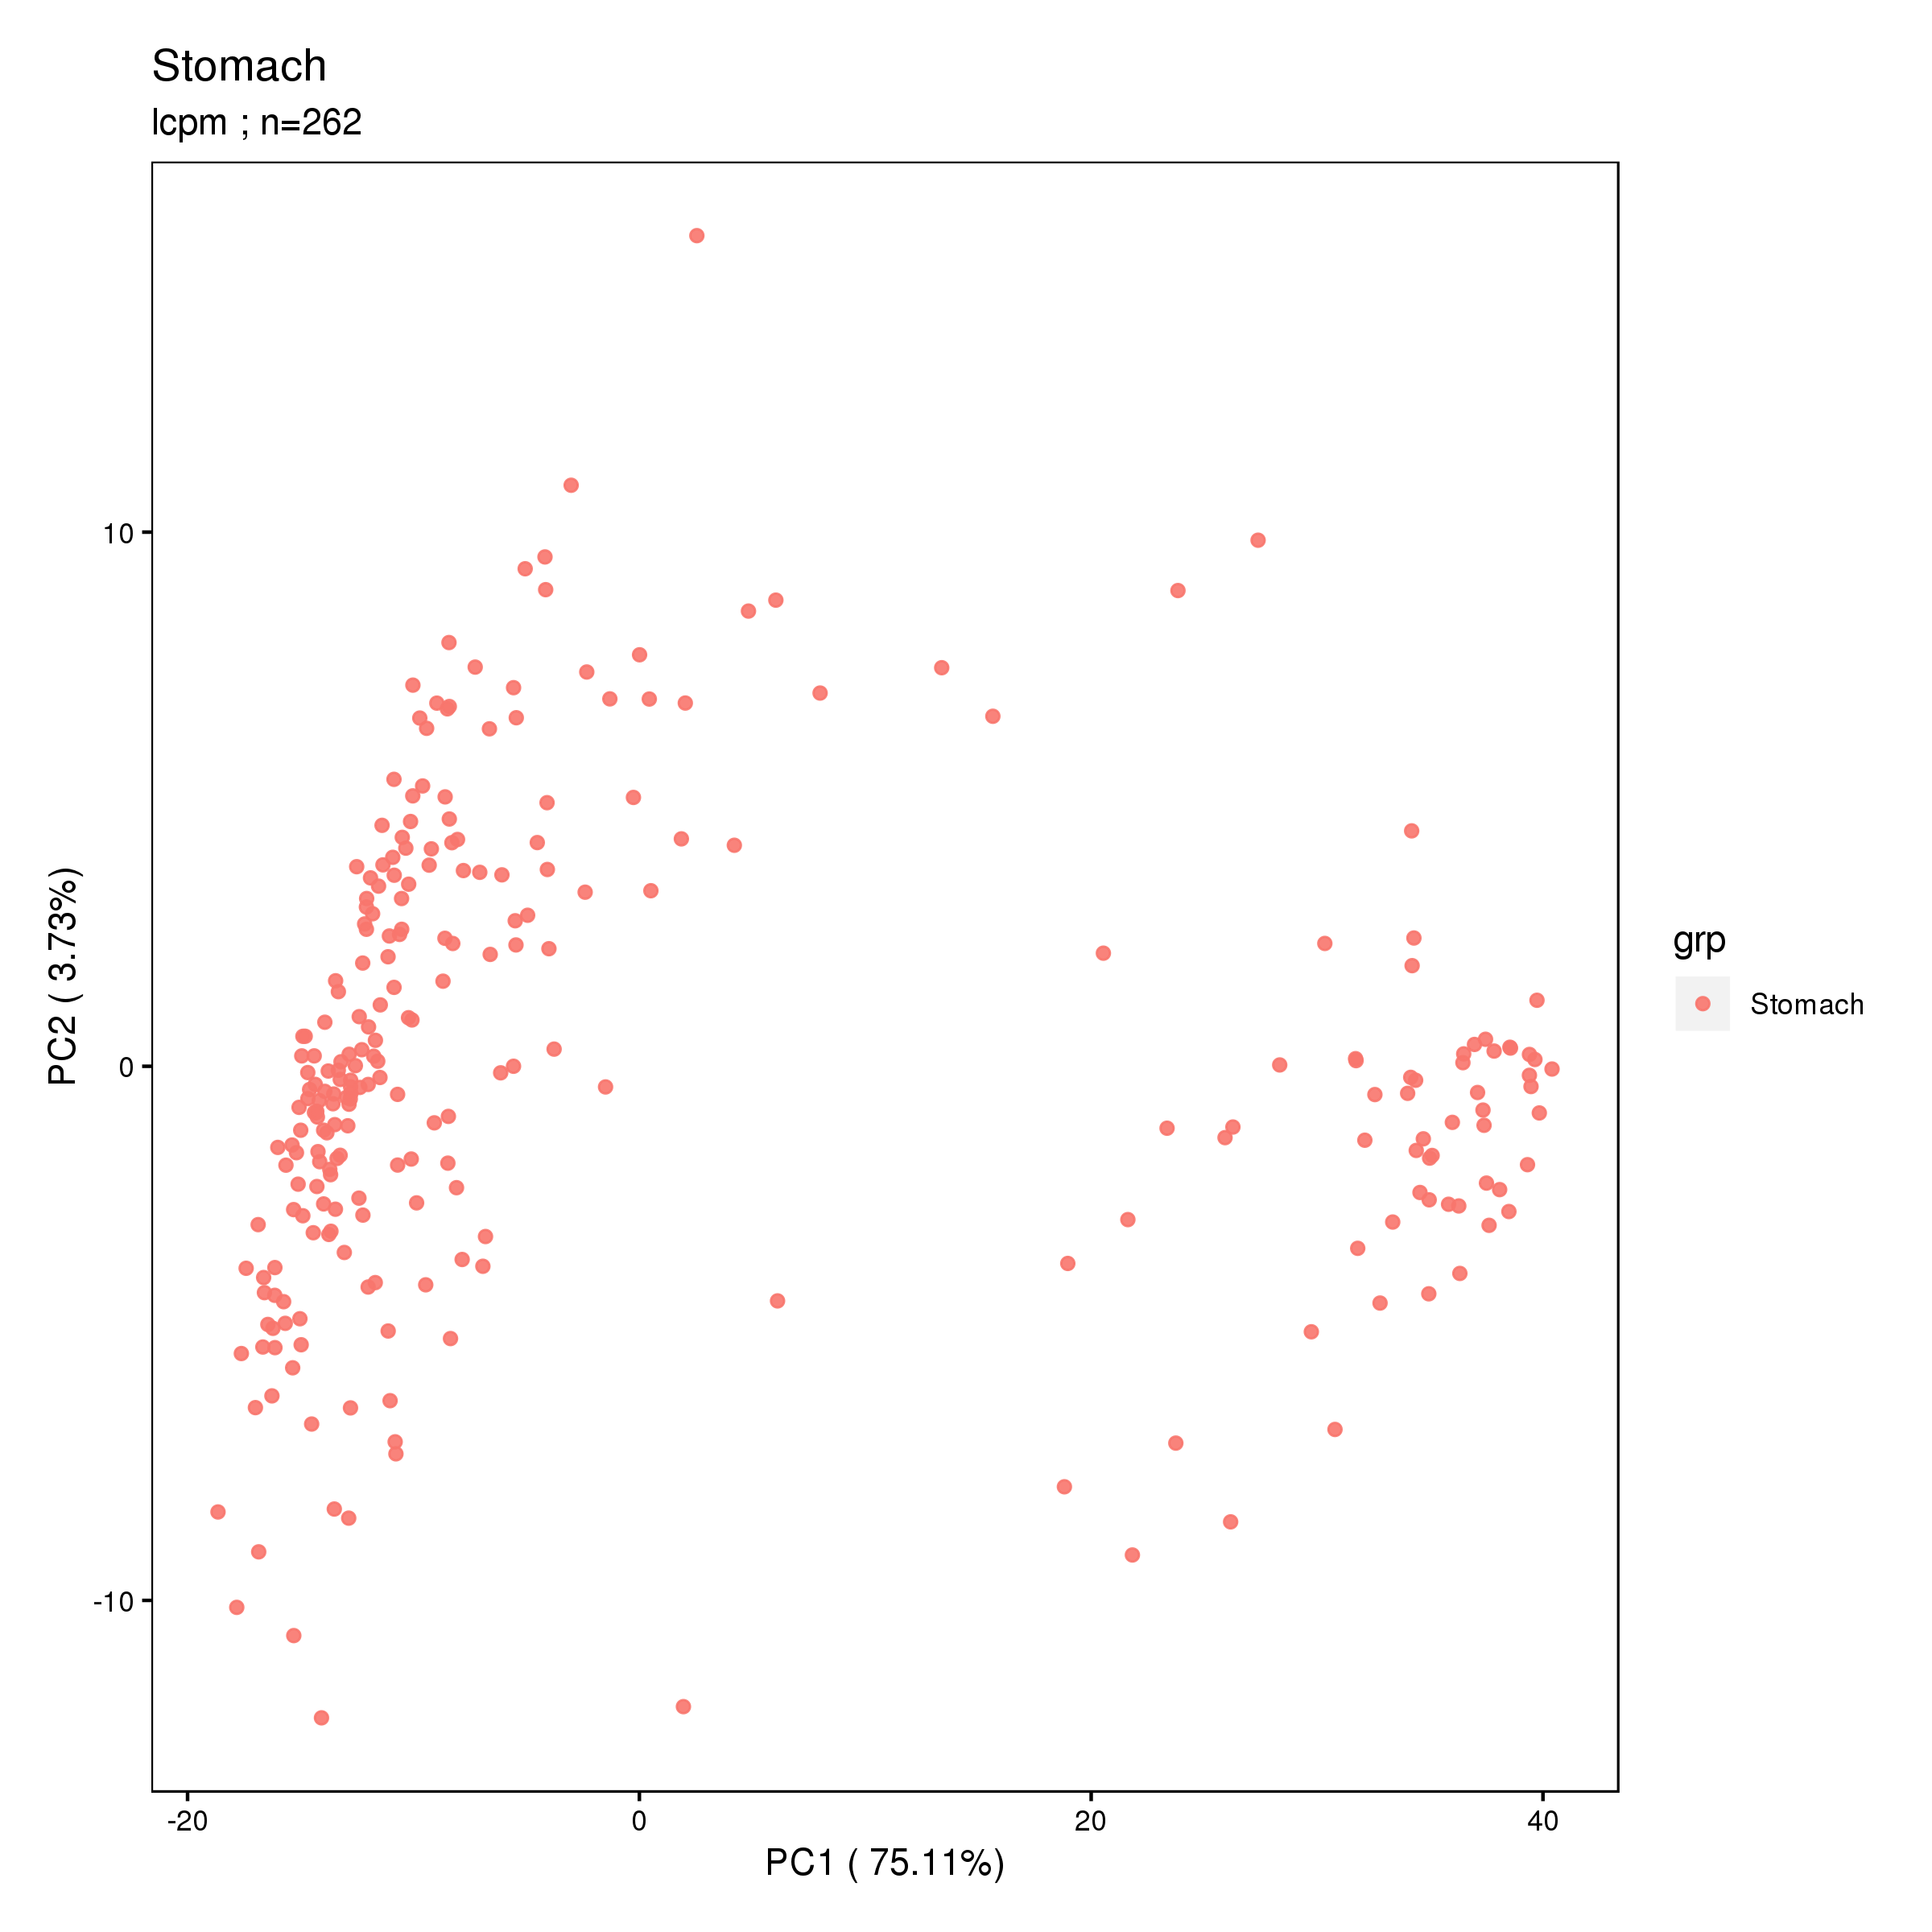 Stomach
lcpm ; n=262
10
0
-10
PC2 ( 3.73%)
-20
0
20
40
PC1 ( 75.11%)
grp
Stomach